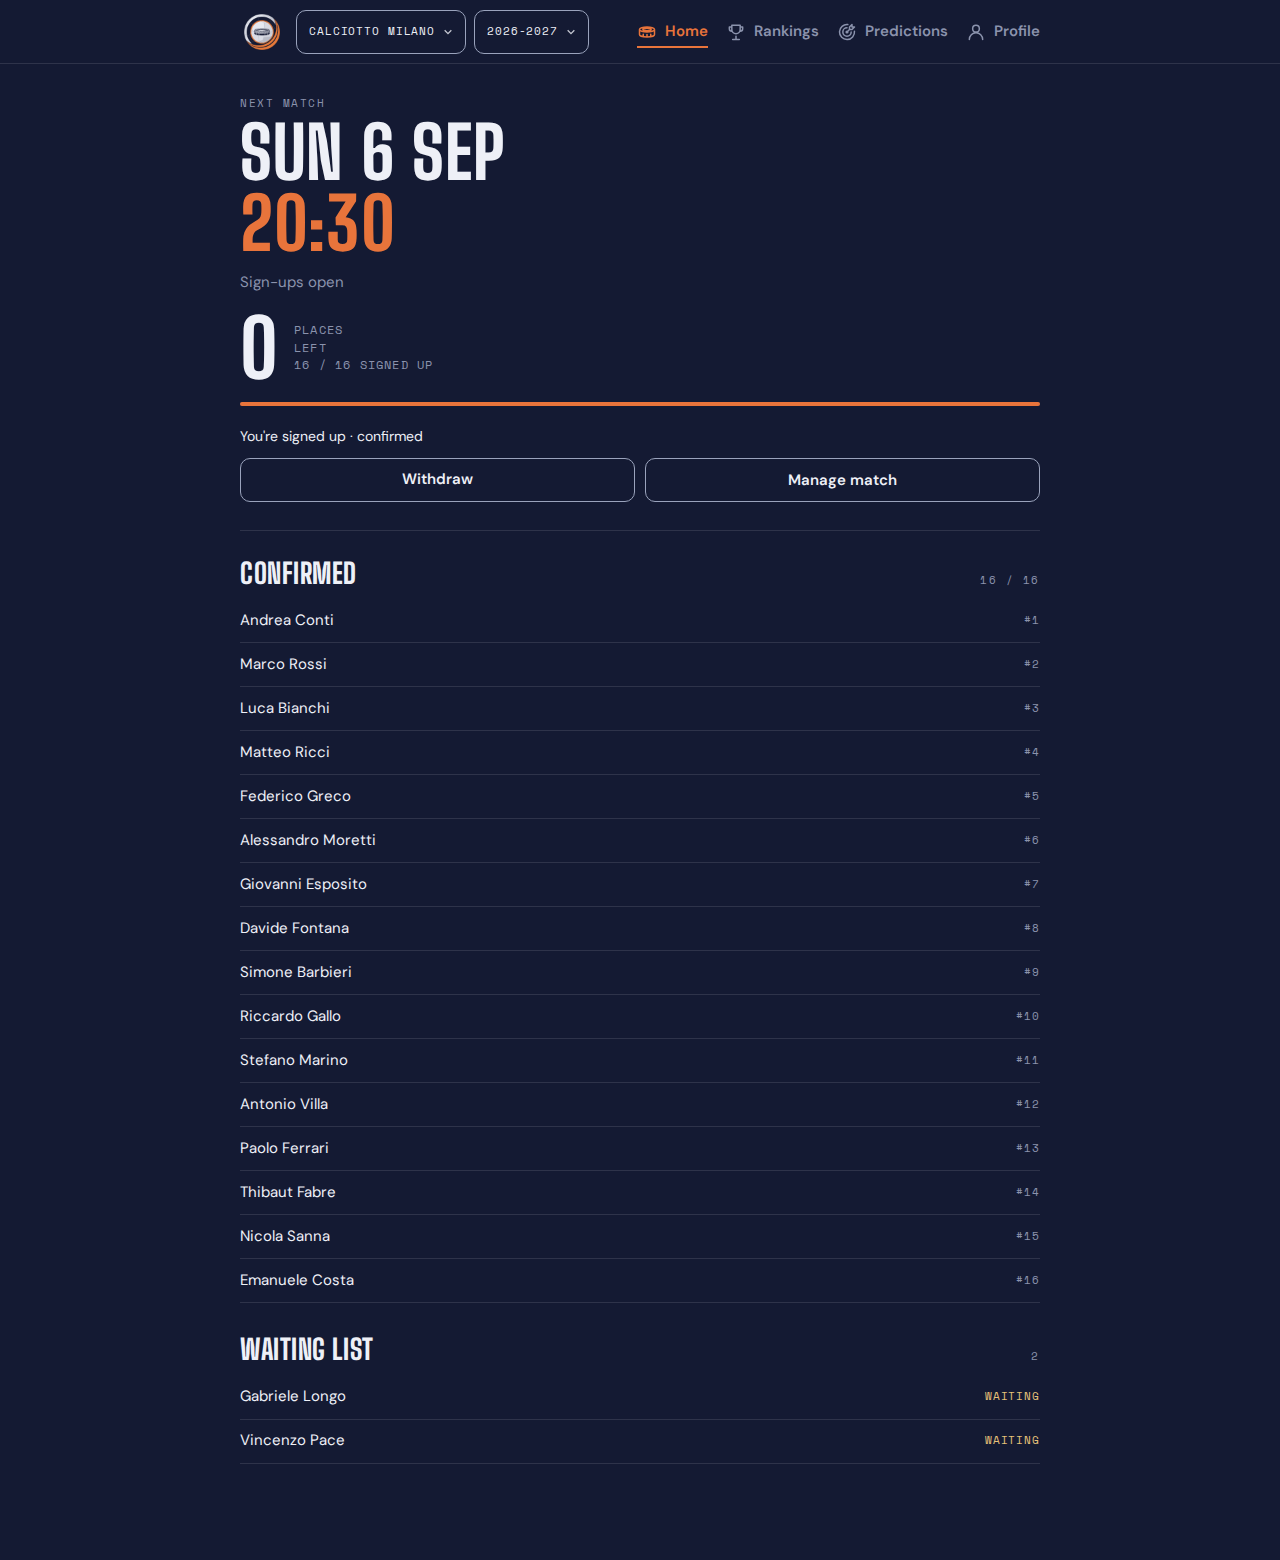 CALCIOTTO MILANO
2026-2027
Home
Rankings
Predictions
Profile
NEXT MATCH
SUN 6 SEP
20:30
Sign-ups open
0
PLACES
LEFT
16 / 16 SIGNED UP
You're signed up · confirmed
Withdraw
Manage match
CONFIRMED
16 / 16
Andrea Conti
#1
Marco Rossi
#2
Luca Bianchi
#3
Matteo Ricci
#4
Federico Greco
#5
Alessandro Moretti
#6
Giovanni Esposito
#7
Davide Fontana
#8
Simone Barbieri
#9
Riccardo Gallo
#10
Stefano Marino
#11
Antonio Villa
#12
Paolo Ferrari
#13
Thibaut Fabre
#14
Nicola Sanna
#15
Emanuele Costa
#16
WAITING LIST
2
Gabriele Longo
WAITING
Vincenzo Pace
WAITING